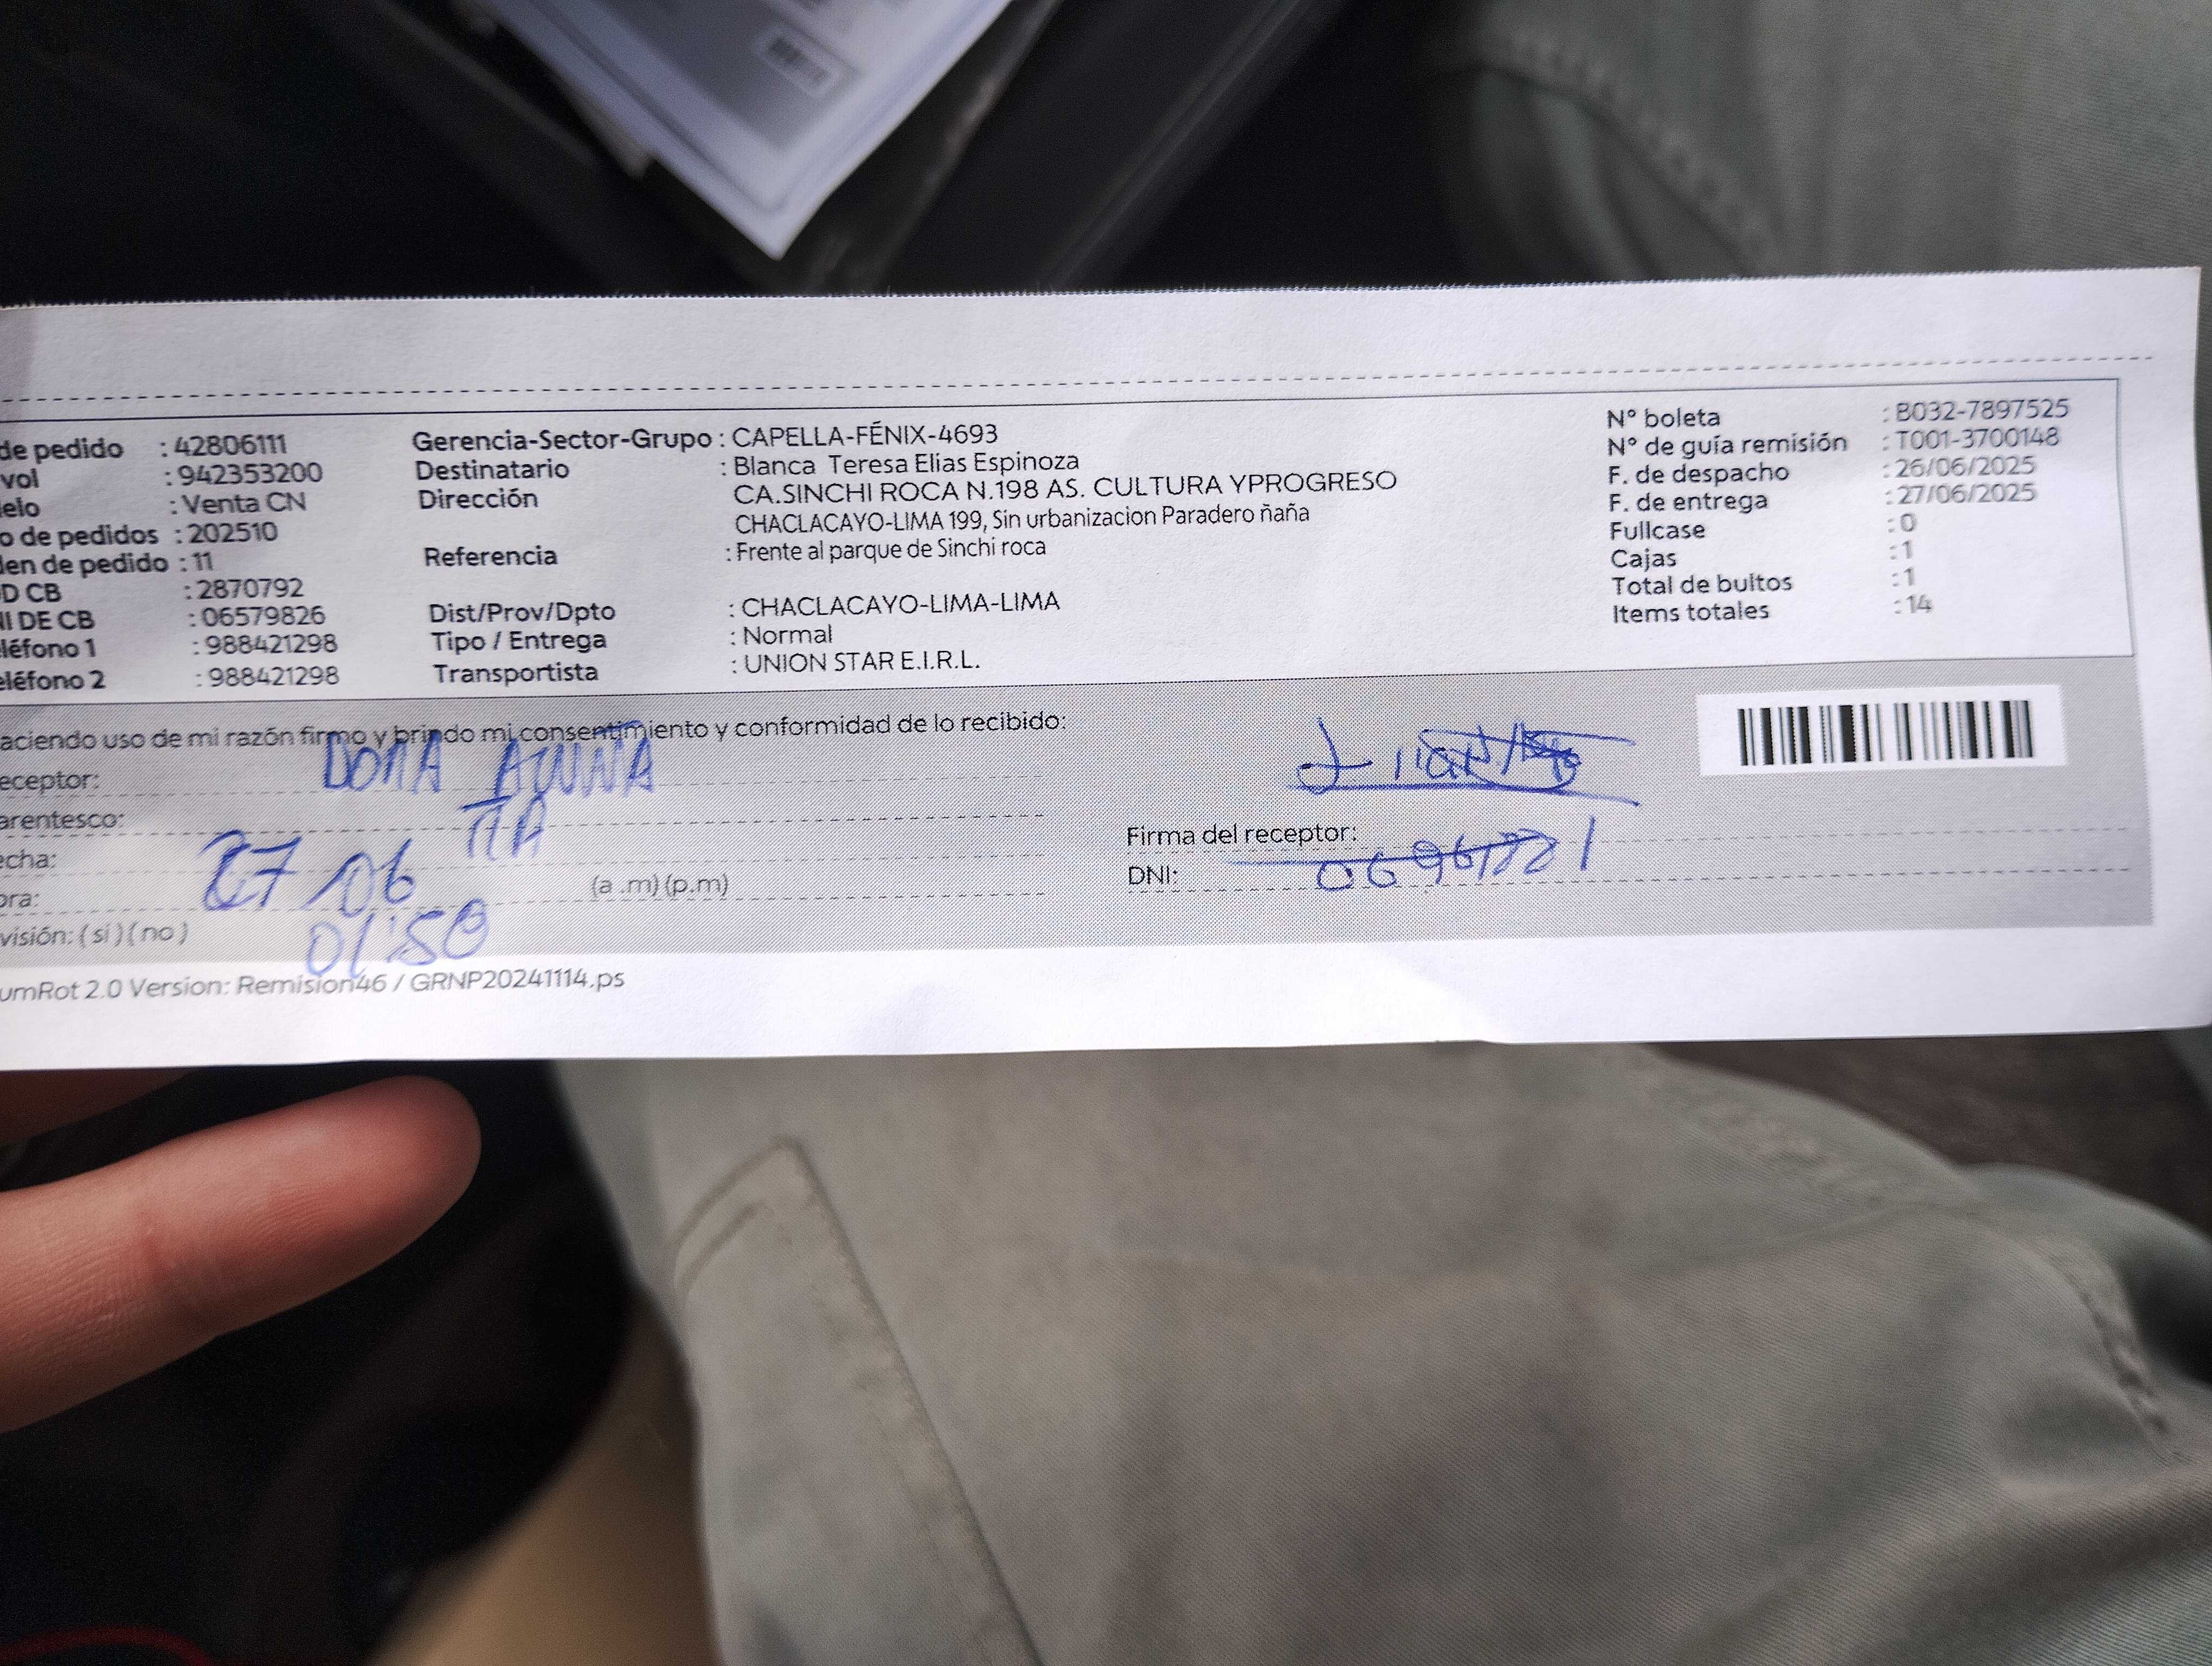 de pedido : 42806111
vol : 942353200
elo : Venta CN
o de pedidos : 202510
den de pedido : 11
D CB : 2870792
NI DE CB : 06579826
eléfono 1 : 988421298
eléfono 2 : 988421298
Gerencia-Sector-Grupo : CAPELLA-FÉNIX-4693
Destinatario : Blanca Teresa Elias Espinoza
Dirección CA.SINCHI ROCA N.198 AS. CULTURA YPROGRESO
CHACLACAYO-LIMA 199, Sin urbanizacion Paradero ñaña
Referencia : Frente al parque de Sinchi roca
Dist/Prov/Dpto : CHACLACAYO-LIMA-LIMA
Tipo / Entrega : Normal
Transportista : UNION STAR E.I.R.L.
N° boleta : B032-7897525
N° de guía remisión : T001-3700148
F. de despacho : 26/06/2025
F. de entrega : 27/06/2025
Fullcase : 0
Cajas : 1
Total de bultos : 1
Items totales : 14
aciendo uso de mi razón firmo y brindo mi consentimiento y conformidad de lo recibido:
eceptor:
arentesco: TIA
echa: 27 06
ora: 01:50 (a .m) (p.m)
visión: ( si ) ( no )
Firma del receptor:
DNI:
umRot 2.0 Version: Remision46 / GRNP20241114.ps